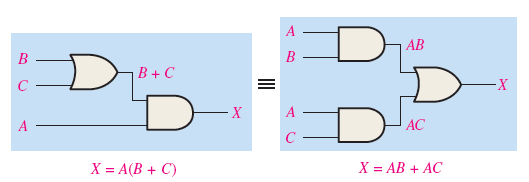 B
C
B + C
A
X
X = A(B + C)
≡
A
B
AB
X
A
C
AC
X = AB + AC